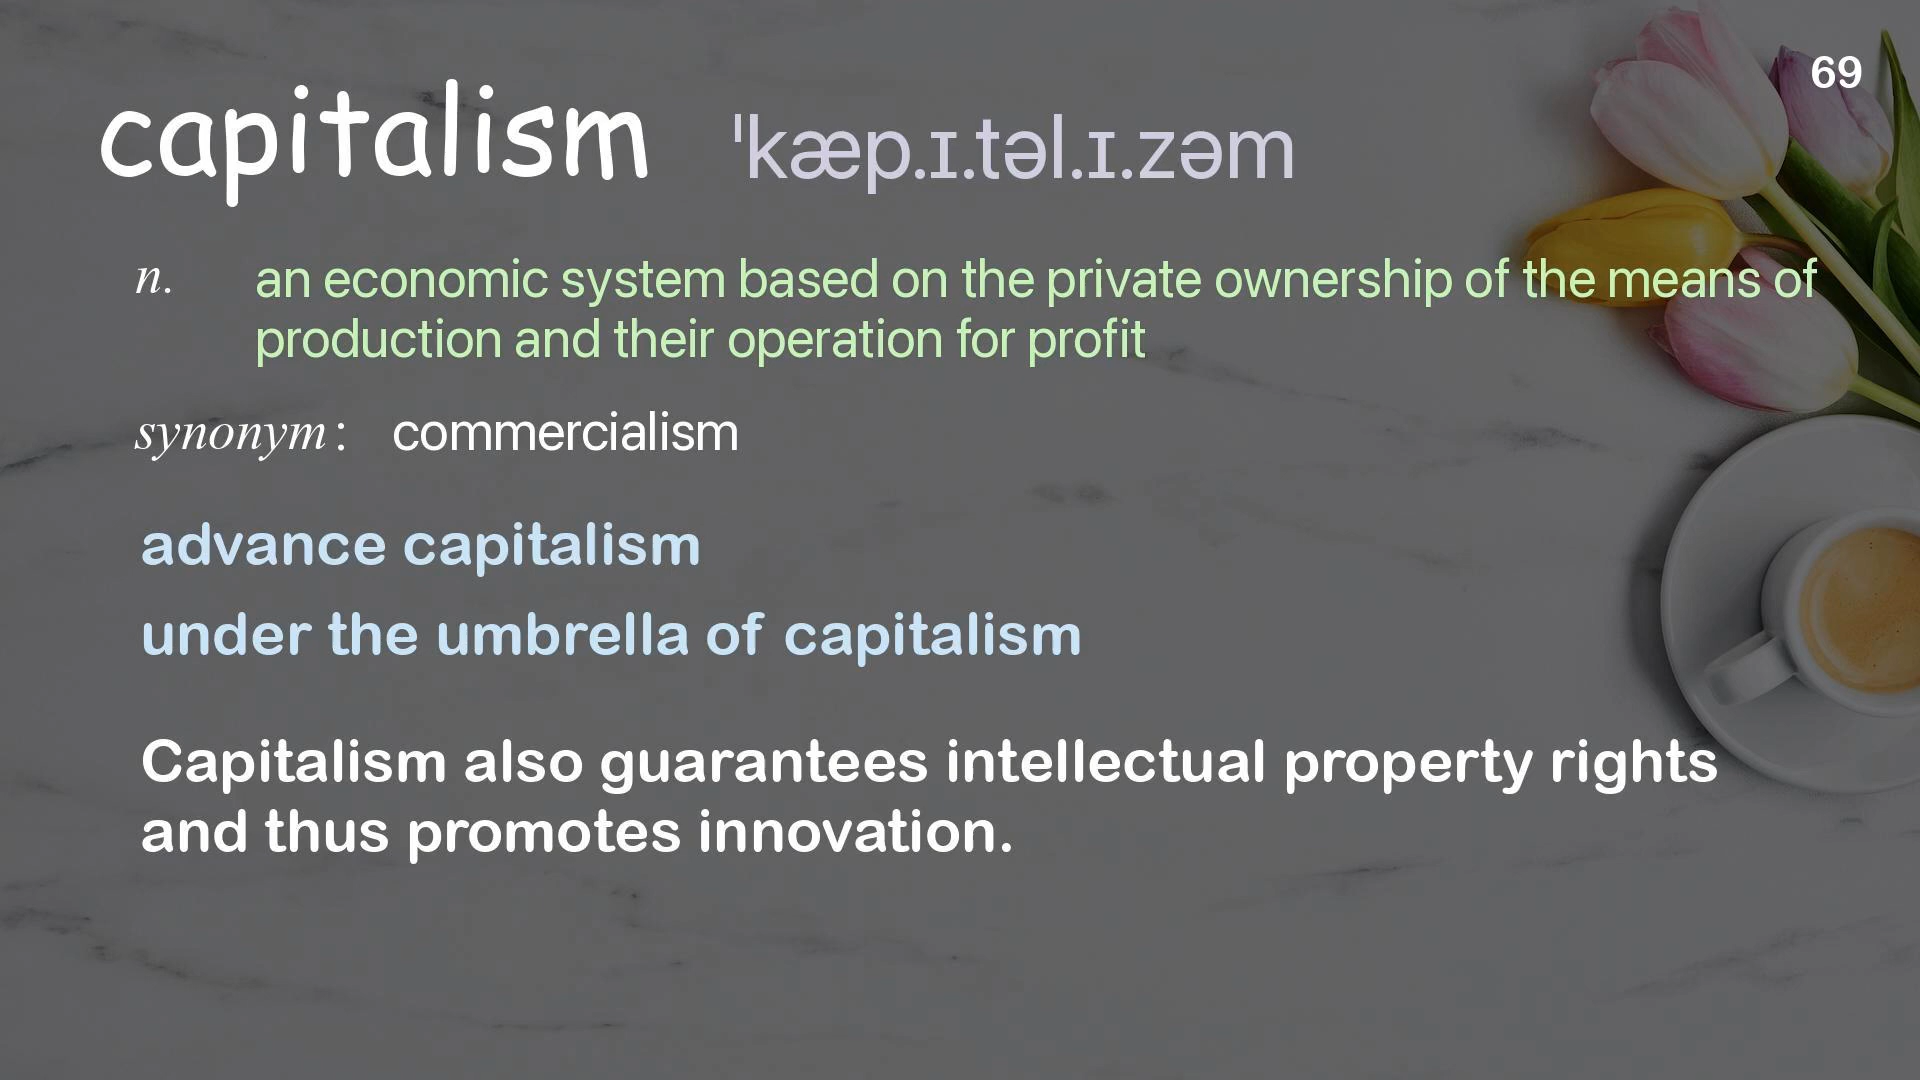 69
capitalism ˈkæp.ɪ.təl.ɪ.zəm
n. an economic system based on the private ownership of the means of
production and their operation for profit
synonym : commercialism
advance capitalism
under the umbrella of capitalism
Capitalism also guarantees intellectual property rights
and thus promotes innovation.